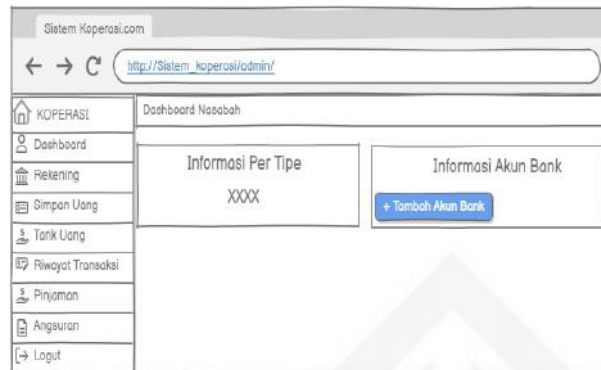 Sistem Koperasi.com
http://Sistem_koperasi/admin/
KOPERASI
Dashboard
Rekening
Simpan Uang
Tarik Uang
Riwayat Transaksi
Pinjaman
Angsuran
Logut
Dashboard Nasabah
Informasi Per Tipe
XXXX
Informasi Akun Bank
+ Tambah Akun Bank